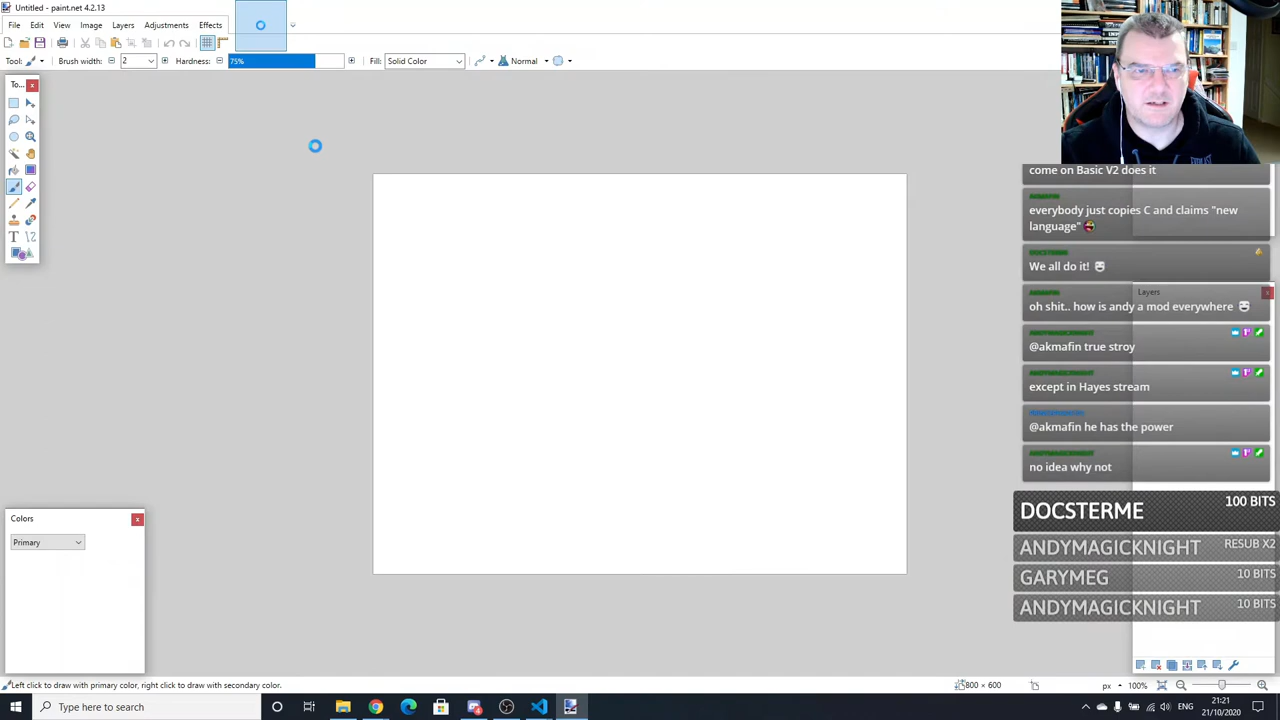 Untitled - paint.net 4.2.13
File Edit View Image Layers Adjustments Effects
Tool: Brush width: 2 Hardness: 75% Fill: Solid Color Normal
To...
come on Basic V2 does it
everybody just copies C and claims "new
language"
We all do it!
Layers
oh shit.. how is andy a mod everywhere
@akmafin true stroy
except in Hayes stream
@akmafin he has the power
no idea why not
DOCSTERME 100 BITS
ANDYMAGICKNIGHT RESUB X2
GARYMEG 10 BITS
ANDYMAGICKNIGHT 10 BITS
Colors
Primary
Left click to draw with primary color, right click to draw with secondary color.
800 × 600
px 100%
Type here to search
21:21
21/10/2020